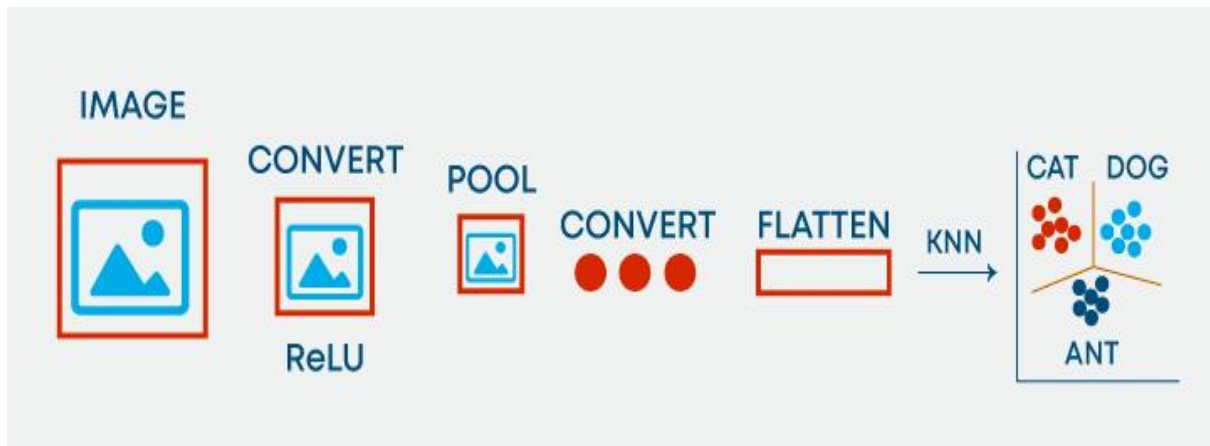 IMAGE
CONVERT
ReLU
POOL
CONVERT
FLATTEN
KNN
CAT DOG
ANT